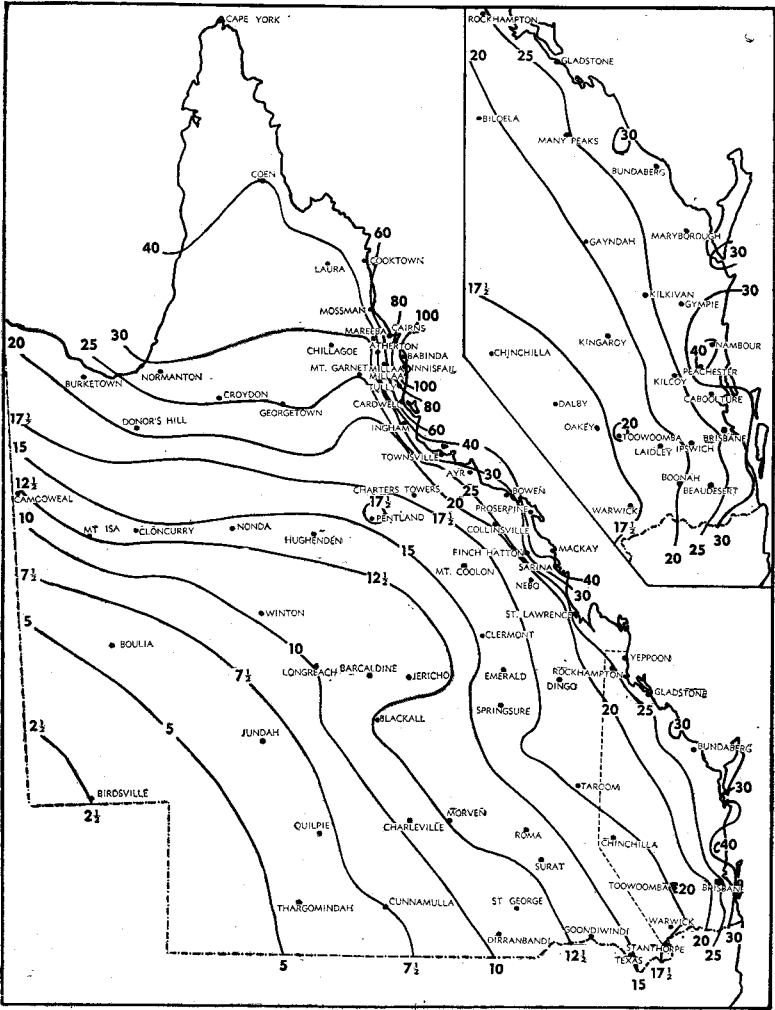 CAPE YORK
COEN
40
60
LAURA
COOKTOWN
MOSSMAN
80
100
MAREEBA
CAIRNS
ATHERTON
CHILLAGOE
BABINDA
MT. GARNET
MILLAA
MILLAA
INNISFAIL
TULLY
100
CARDWELL
80
60
INGHAM
40
TOWNSVILLE
AYR
30
20
25
30
BURKETOWN
NORMANTON
CROYDON
GEORGETOWN
DONOR'S HILL
17½
15
12½
CAMOOWEAL
10
MT ISA
CLONCURRY
NONDA
HUGHENDEN
CHARTERS TOWERS
17½
PENTLAND
25
20
17½
BOWEN
PROSERPINE
COLLINSVILLE
15
FINCH HATTON
MACKAY
MT. COOLON
SARINA
40
NEBO
30
12½
7½
5
WINTON
ST. LAWRENCE
BOULIA
10
CLERMONT
7½
LONGREACH
BARCALDINE
JERICHO
EMERALD
ROCKHAMPTON
YEPPOON
DINGO
GLADSTONE
SPRINGSURE
20
25
30
BLACKALL
2½
5
JUNDAH
BUNDABERG
BIRDSVILLE
2½
TAROOM
30
QUILPIE
CHARLEVILLE
MORVEN
ROMA
CHINCHILLA
40
SURAT
TOOWOOMBA
20
BRISBANE
THARGOMINDAH
CUNNAMULLA
ST GEORGE
WARWICK
DIRRANBANDI
GOONDIWINDI
STANTHORPE
TEXAS
20
25
30
5
7½
10
12½
15
17½
ROCKHAMPTON
20
25
GLADSTONE
BILOELA
MANY PEAKS
30
BUNDABERG
GAYNDAH
MARYBOROUGH
30
17½
KILKIVAN
30
GYMPIE
KINGAROY
CHINCHILLA
40
NAMBOUR
PEACHESTER
KILCOY
CABOOLTURE
DALBY
OAKEY
20
TOOWOOMBA
BRISBANE
LAIDLEY
IPSWICH
BOONAH
BEAUDESERT
WARWICK
17½
20
25
30